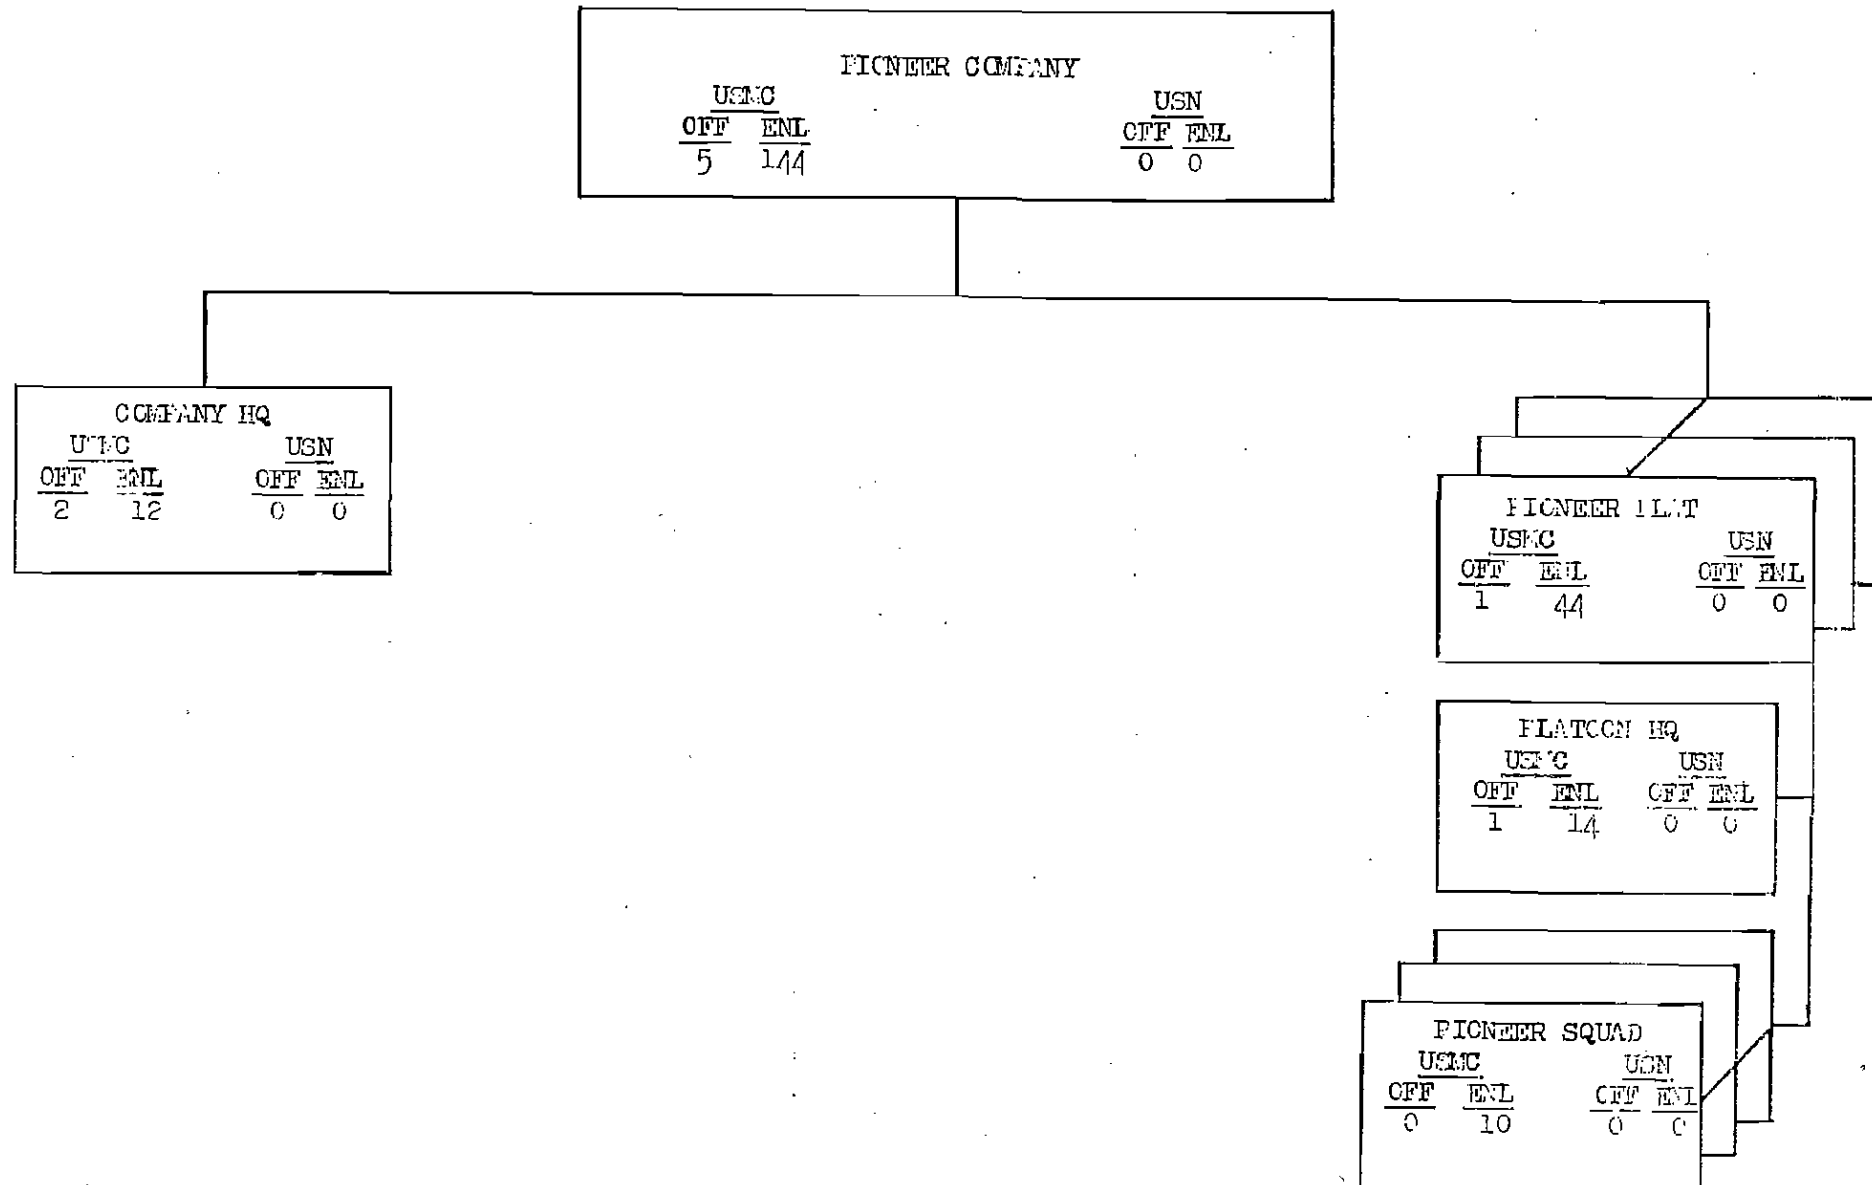 PIONEER COMPANY
USMC USN
OFF ENL OFF ENL
5 144 0 0
COMPANY HQ
USMC USN
OFF ENL OFF ENL
2 12 0 0
PIONEER PLAT
USMC USN
OFF ENL OFF ENL
1 44 0 0
PLATOON HQ
USMC USN
OFF ENL OFF ENL
1 14 0 0
PIONEER SQUAD
USMC USN
OFF ENL OFF ENL
0 10 0 0